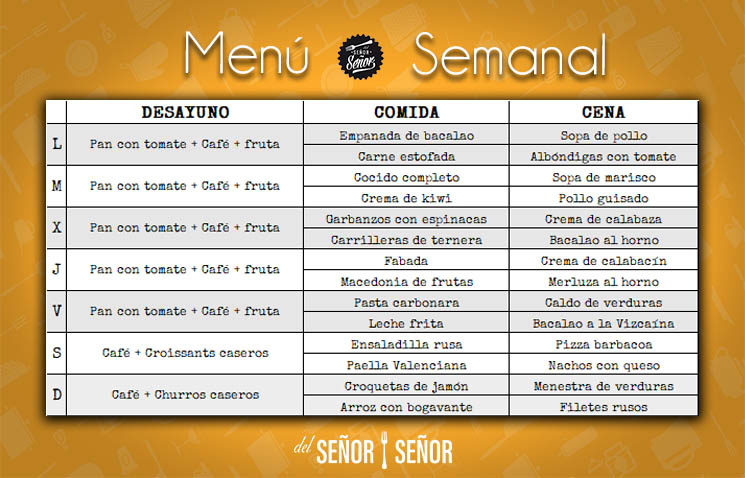 Menú
SEÑOR
Señor
Semanal
DESAYUNO COMIDA CENA
L Pan con tomate + Café + fruta Empanada de bacalao Sopa de pollo
Carne estofada Albóndigas con tomate
M Pan con tomate + Café + fruta Cocido completo Sopa de marisco
Crema de kiwi Pollo guisado
X Pan con tomate + Café + fruta Garbanzos con espinacas Crema de calabaza
Carrilleras de ternera Bacalao al horno
J Pan con tomate + Café + fruta Fabada Crema de calabacín
Macedonia de frutas Merluza al horno
V Pan con tomate + Café + fruta Pasta carbonara Caldo de verduras
Leche frita Bacalao a la Vizcaína
S Café + Croissants caseros Ensaladilla rusa Pizza barbacoa
Paella Valenciana Nachos con queso
D Café + Churros caseros Croquetas de jamón Menestra de verduras
Arroz con bogavante Filetes rusos
del SEÑOR SEÑOR